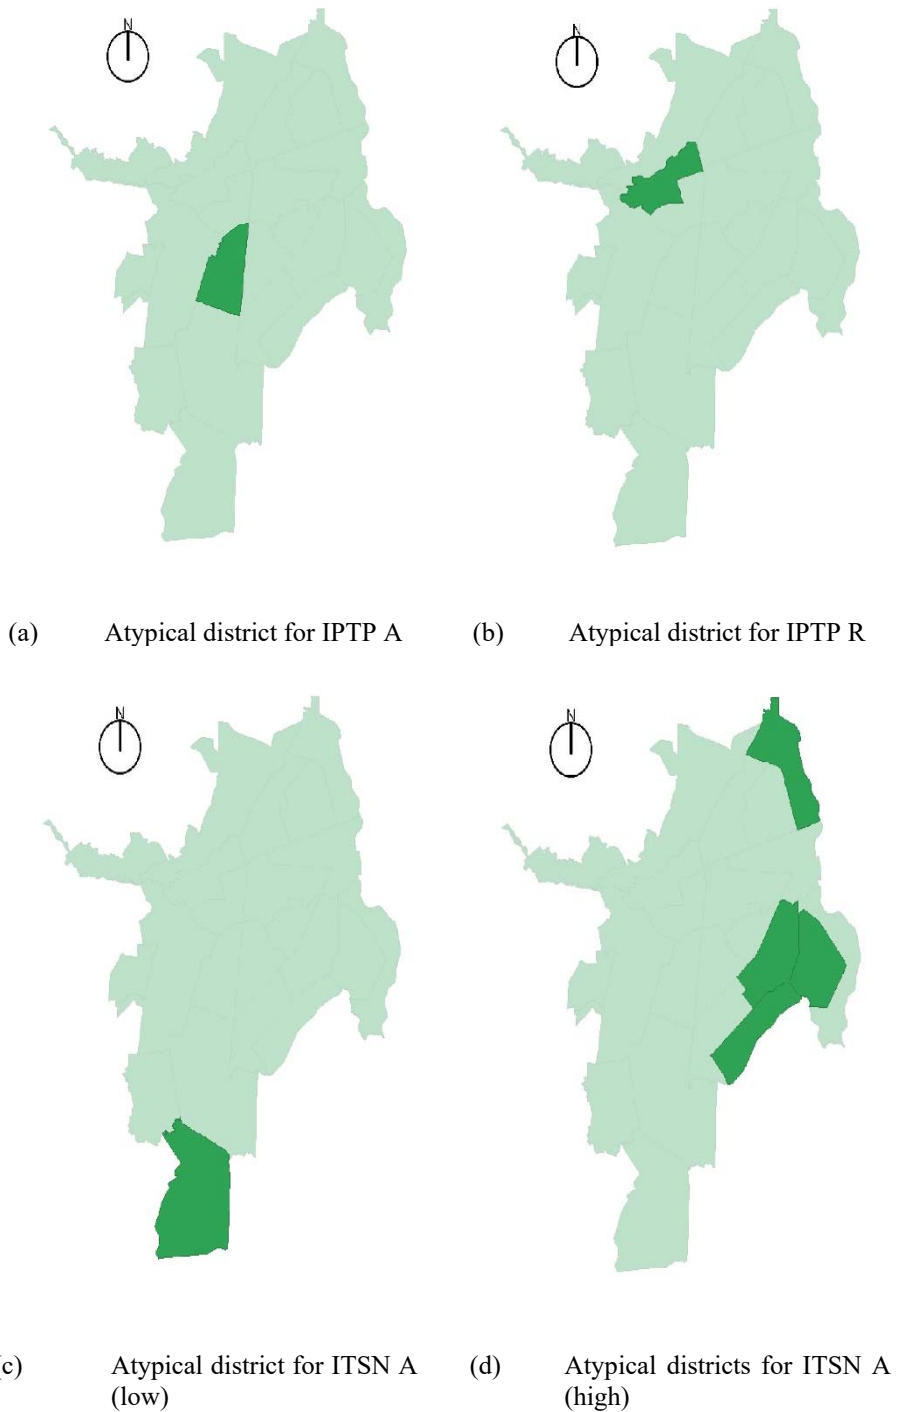 N
N
(a) Atypical district for IPTP A
(b) Atypical district for IPTP R
N
N
c) Atypical district for ITSN A
(low)
(d) Atypical districts for ITSN A
(high)